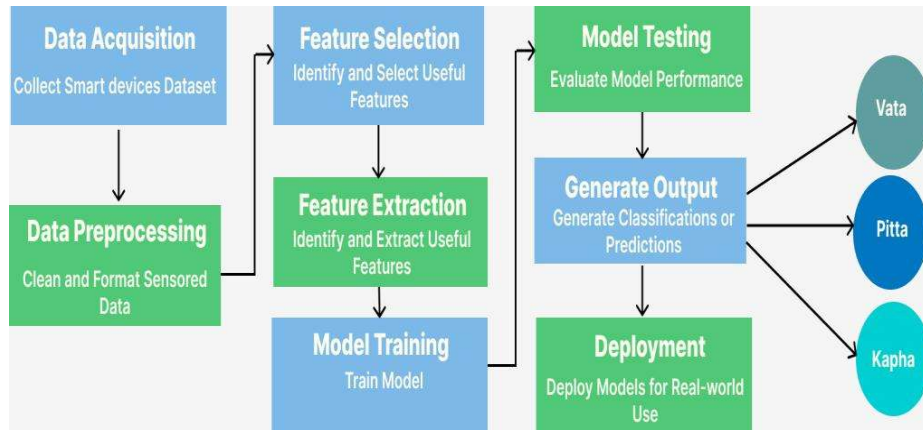 Data Acquisition
Collect Smart devices Dataset
Data Preprocessing
Clean and Format Sensored
Data
Feature Selection
Identify and Select Useful
Features
Feature Extraction
Identify and Extract Useful
Features
Model Training
Train Model
Model Testing
Evaluate Model Performance
Generate Output
Generate Classifications or
Predictions
Deployment
Deploy Models for Real-world
Use
Vata
Pitta
Kapha